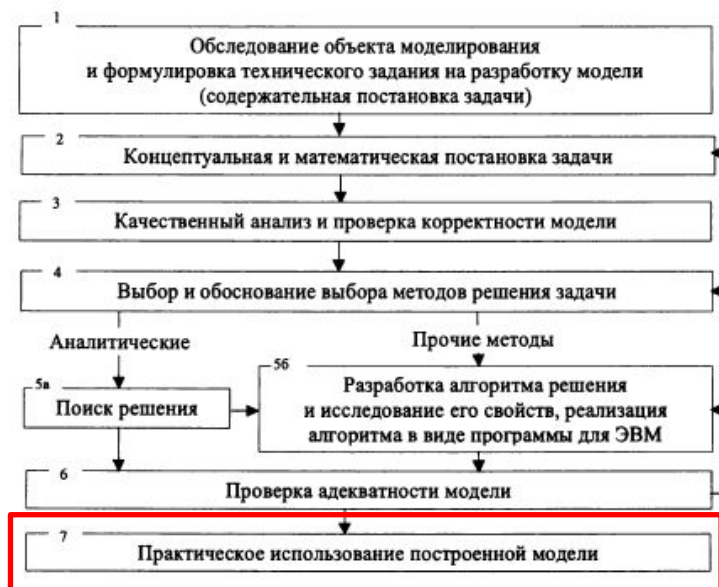 1
Обследование объекта моделирования
и формулировка технического задания на разработку модели
(содержательная постановка задачи)
2
Концептуальная и математическая постановка задачи
3
Качественный анализ и проверка корректности модели
4
Выбор и обоснование выбора методов решения задачи
Аналитические
Прочие методы
5а
Поиск решения
5б
Разработка алгоритма решения
и исследование его свойств, реализация
алгоритма в виде программы для ЭВМ
6
Проверка адекватности модели
7
Практическое использование построенной модели